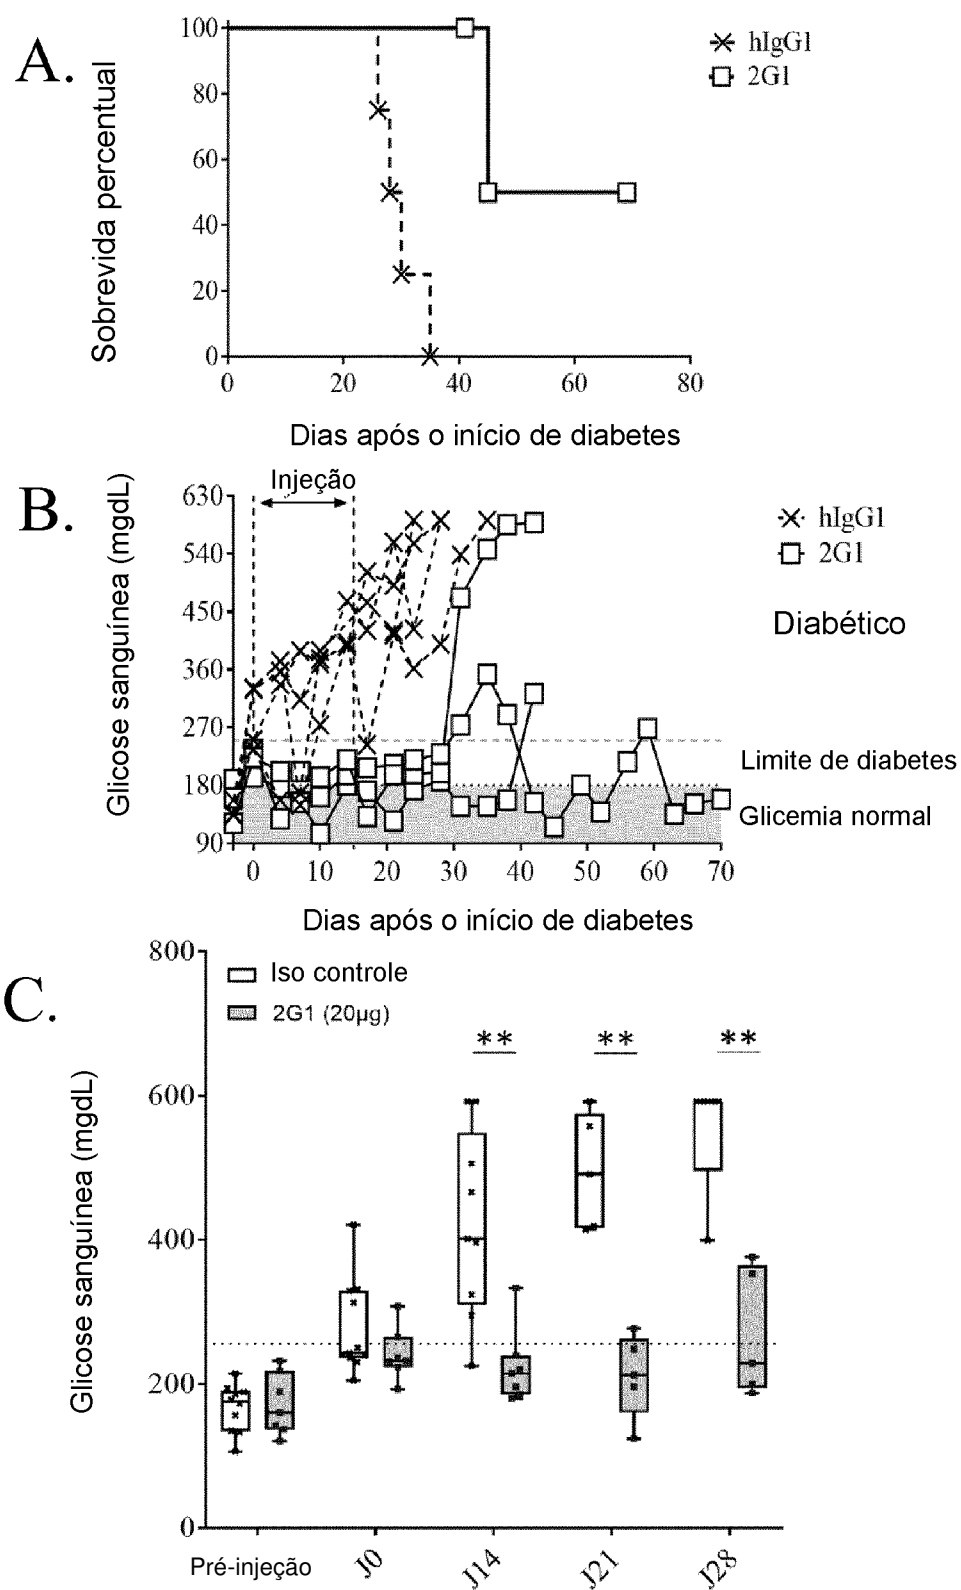 A.
Sobrevida percentual
100
80
60
40
20
0
0 20 40 60 80
hIgG1
2G1
Dias após o início de diabetes
B.
Glicose sanguínea (mgdL)
Injeção
630
540
450
360
270
180
90
0 10 20 30 40 50 60 70
hIgG1
2G1
Diabético
Limite de diabetes
Glicemia normal
Dias após o início de diabetes
C.
Glicose sanguínea (mgdL)
800
600
400
200
0
Iso controle
2G1 (20µg)
** ** **
Pré-injeção J0 J14 J21 J28